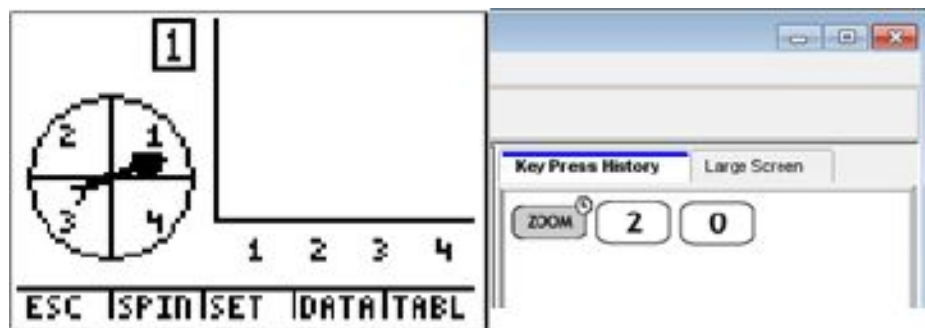 1
2 1
3 4
1 2 3 4
ESC SPIN SET DATA TABL
Key Press History Large Screen
ZOOM 2 0